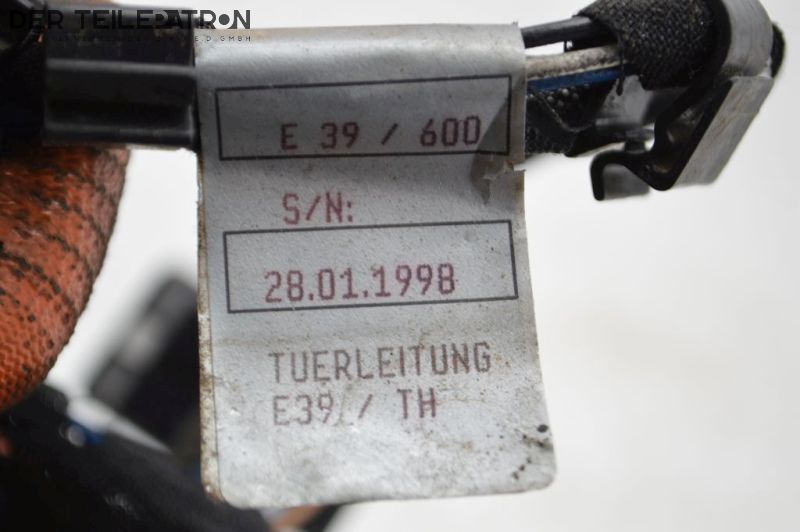 DER TEILEPATRON
E 39 / 600
S/N:
28.01.1998
TUERLEITUNG
E39 / TH